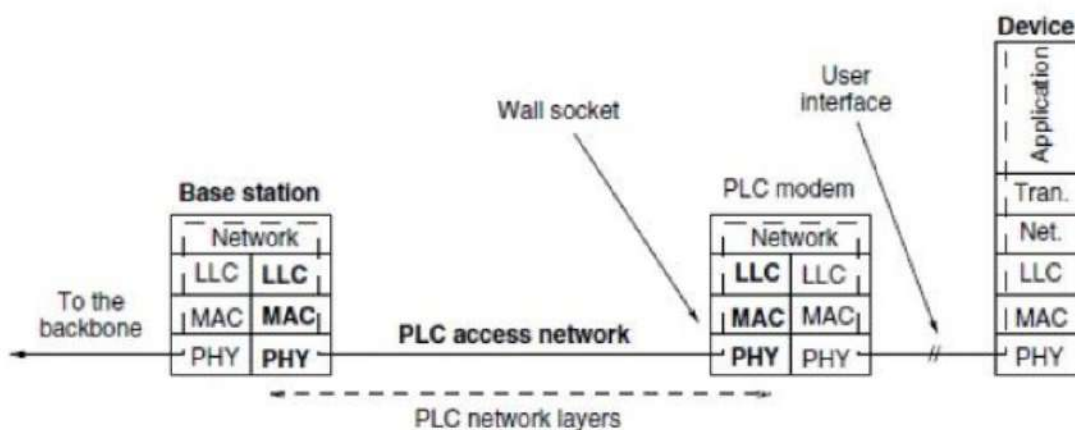 Device
Application
Tran.
Net.
LLC
MAC
PHY
User
interface
Wall socket
Base station
Network
LLC LLC
MAC MAC
PHY PHY
PLC modem
Network
LLC LLC
MAC MAC
PHY PHY
To the
backbone
PLC access network
PLC network layers